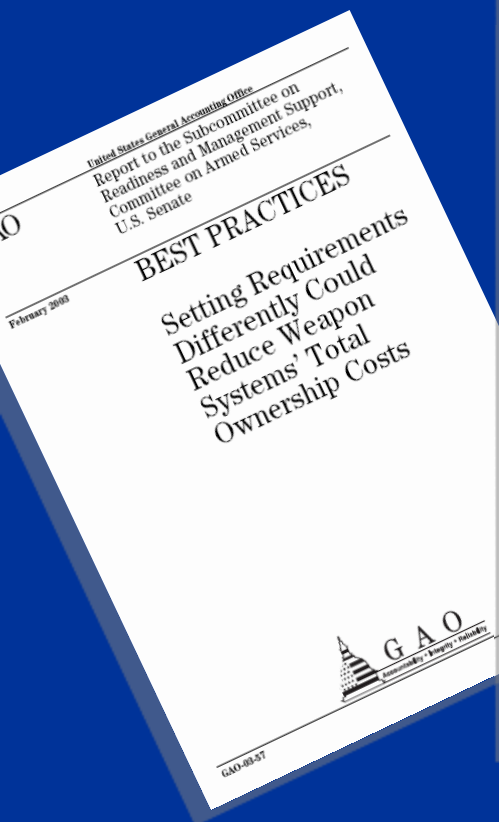 United States General Accounting Office
AO
Report to the Subcommittee on
Readiness and Management Support,
Committee on Armed Services,
U.S. Senate
February 2003
BEST PRACTICES
Setting Requirements
Differently Could
Reduce Weapon
Systems' Total
Ownership Costs
G A O
Accountability • Integrity • Reliability
GAO-03-57